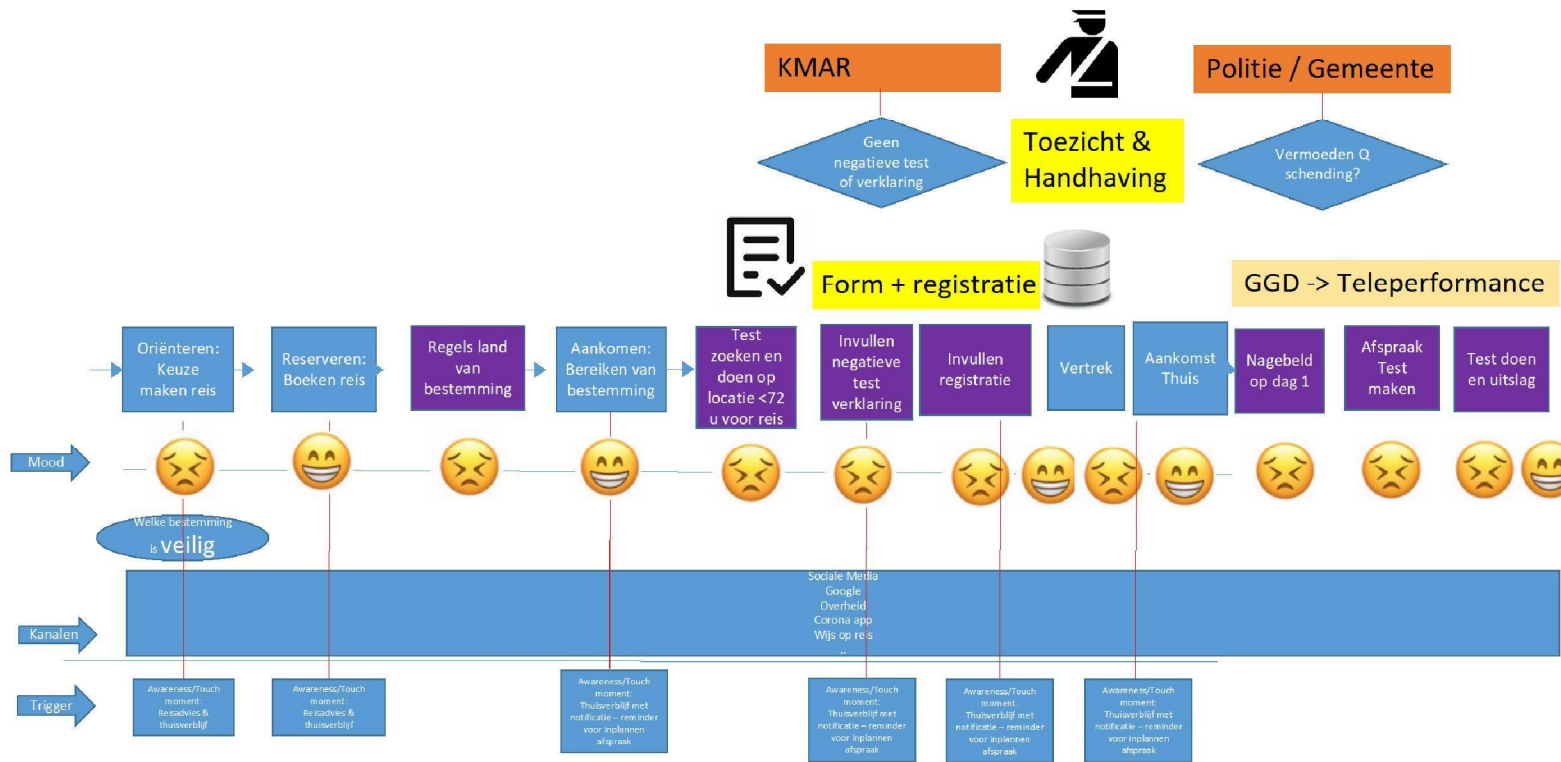 KMAR
Politie / Gemeente
Geen
negatieve test
of verklaring
Toezicht &
Handhaving
Vermoeden Q
schending?
Form + registratie
GGD -> Teleperformance
Oriënteren:
Keuze
maken reis
Reserveren:
Boeken reis
Regels land
van
bestemming
Aankomen:
Bereiken van
bestemming
Test
zoeken en
doen op
locatie <72
u voor reis
Invullen
negatieve
test
verklaring
Invullen
registratie
Vertrek
Aankomst
Thuis
Nagebeld
op dag 1
Afspraak
Test
maken
Test doen
en uitslag
Mood
Welke bestemming
is veilig
Sociale Media
Google
Overheid
Corona app
Wijs op reis
..
Kanalen
Trigger
Awareness/Touch
moment:
Reisadvies &
thuisverblijf
Awareness/Touch
moment:
Reisadvies &
thuisverblijf
Awareness/Touch
moment:
Thuisverblijf met
notificatie – reminder
voor inplannen
afspraak
Awareness/Touch
moment:
Thuisverblijf met
notificatie – reminder
voor inplannen
afspraak
Awareness/Touch
moment:
Thuisverblijf met
notificatie – reminder
voor inplannen
afspraak
Awareness/Touch
moment:
Thuisverblijf met
notificatie – reminder
voor inplannen
afspraak